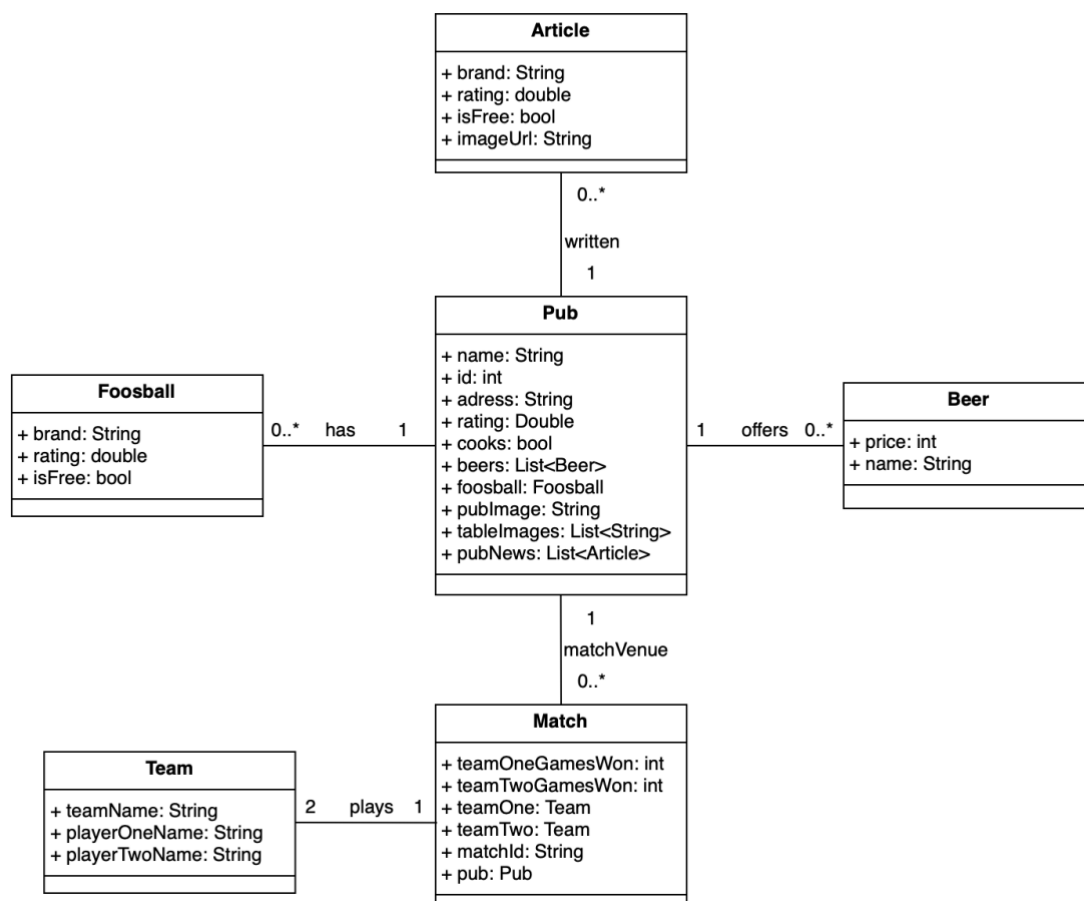 Article
+ brand: String
+ rating: double
+ isFree: bool
+ imageUrl: String
0..*
written
1
Pub
+ name: String
+ id: int
+ adress: String
+ rating: Double
+ cooks: bool
+ beers: List<Beer>
+ foosball: Foosball
+ pubImage: String
+ tableImages: List<String>
+ pubNews: List<Article>
Foosball
+ brand: String
+ rating: double
+ isFree: bool
0..* has 1
1 offers 0..*
Beer
+ price: int
+ name: String
1
matchVenue
0..*
Match
+ teamOneGamesWon: int
+ teamTwoGamesWon: int
+ teamOne: Team
+ teamTwo: Team
+ matchId: String
+ pub: Pub
Team
+ teamName: String
+ playerOneName: String
+ playerTwoName: String
2 plays 1